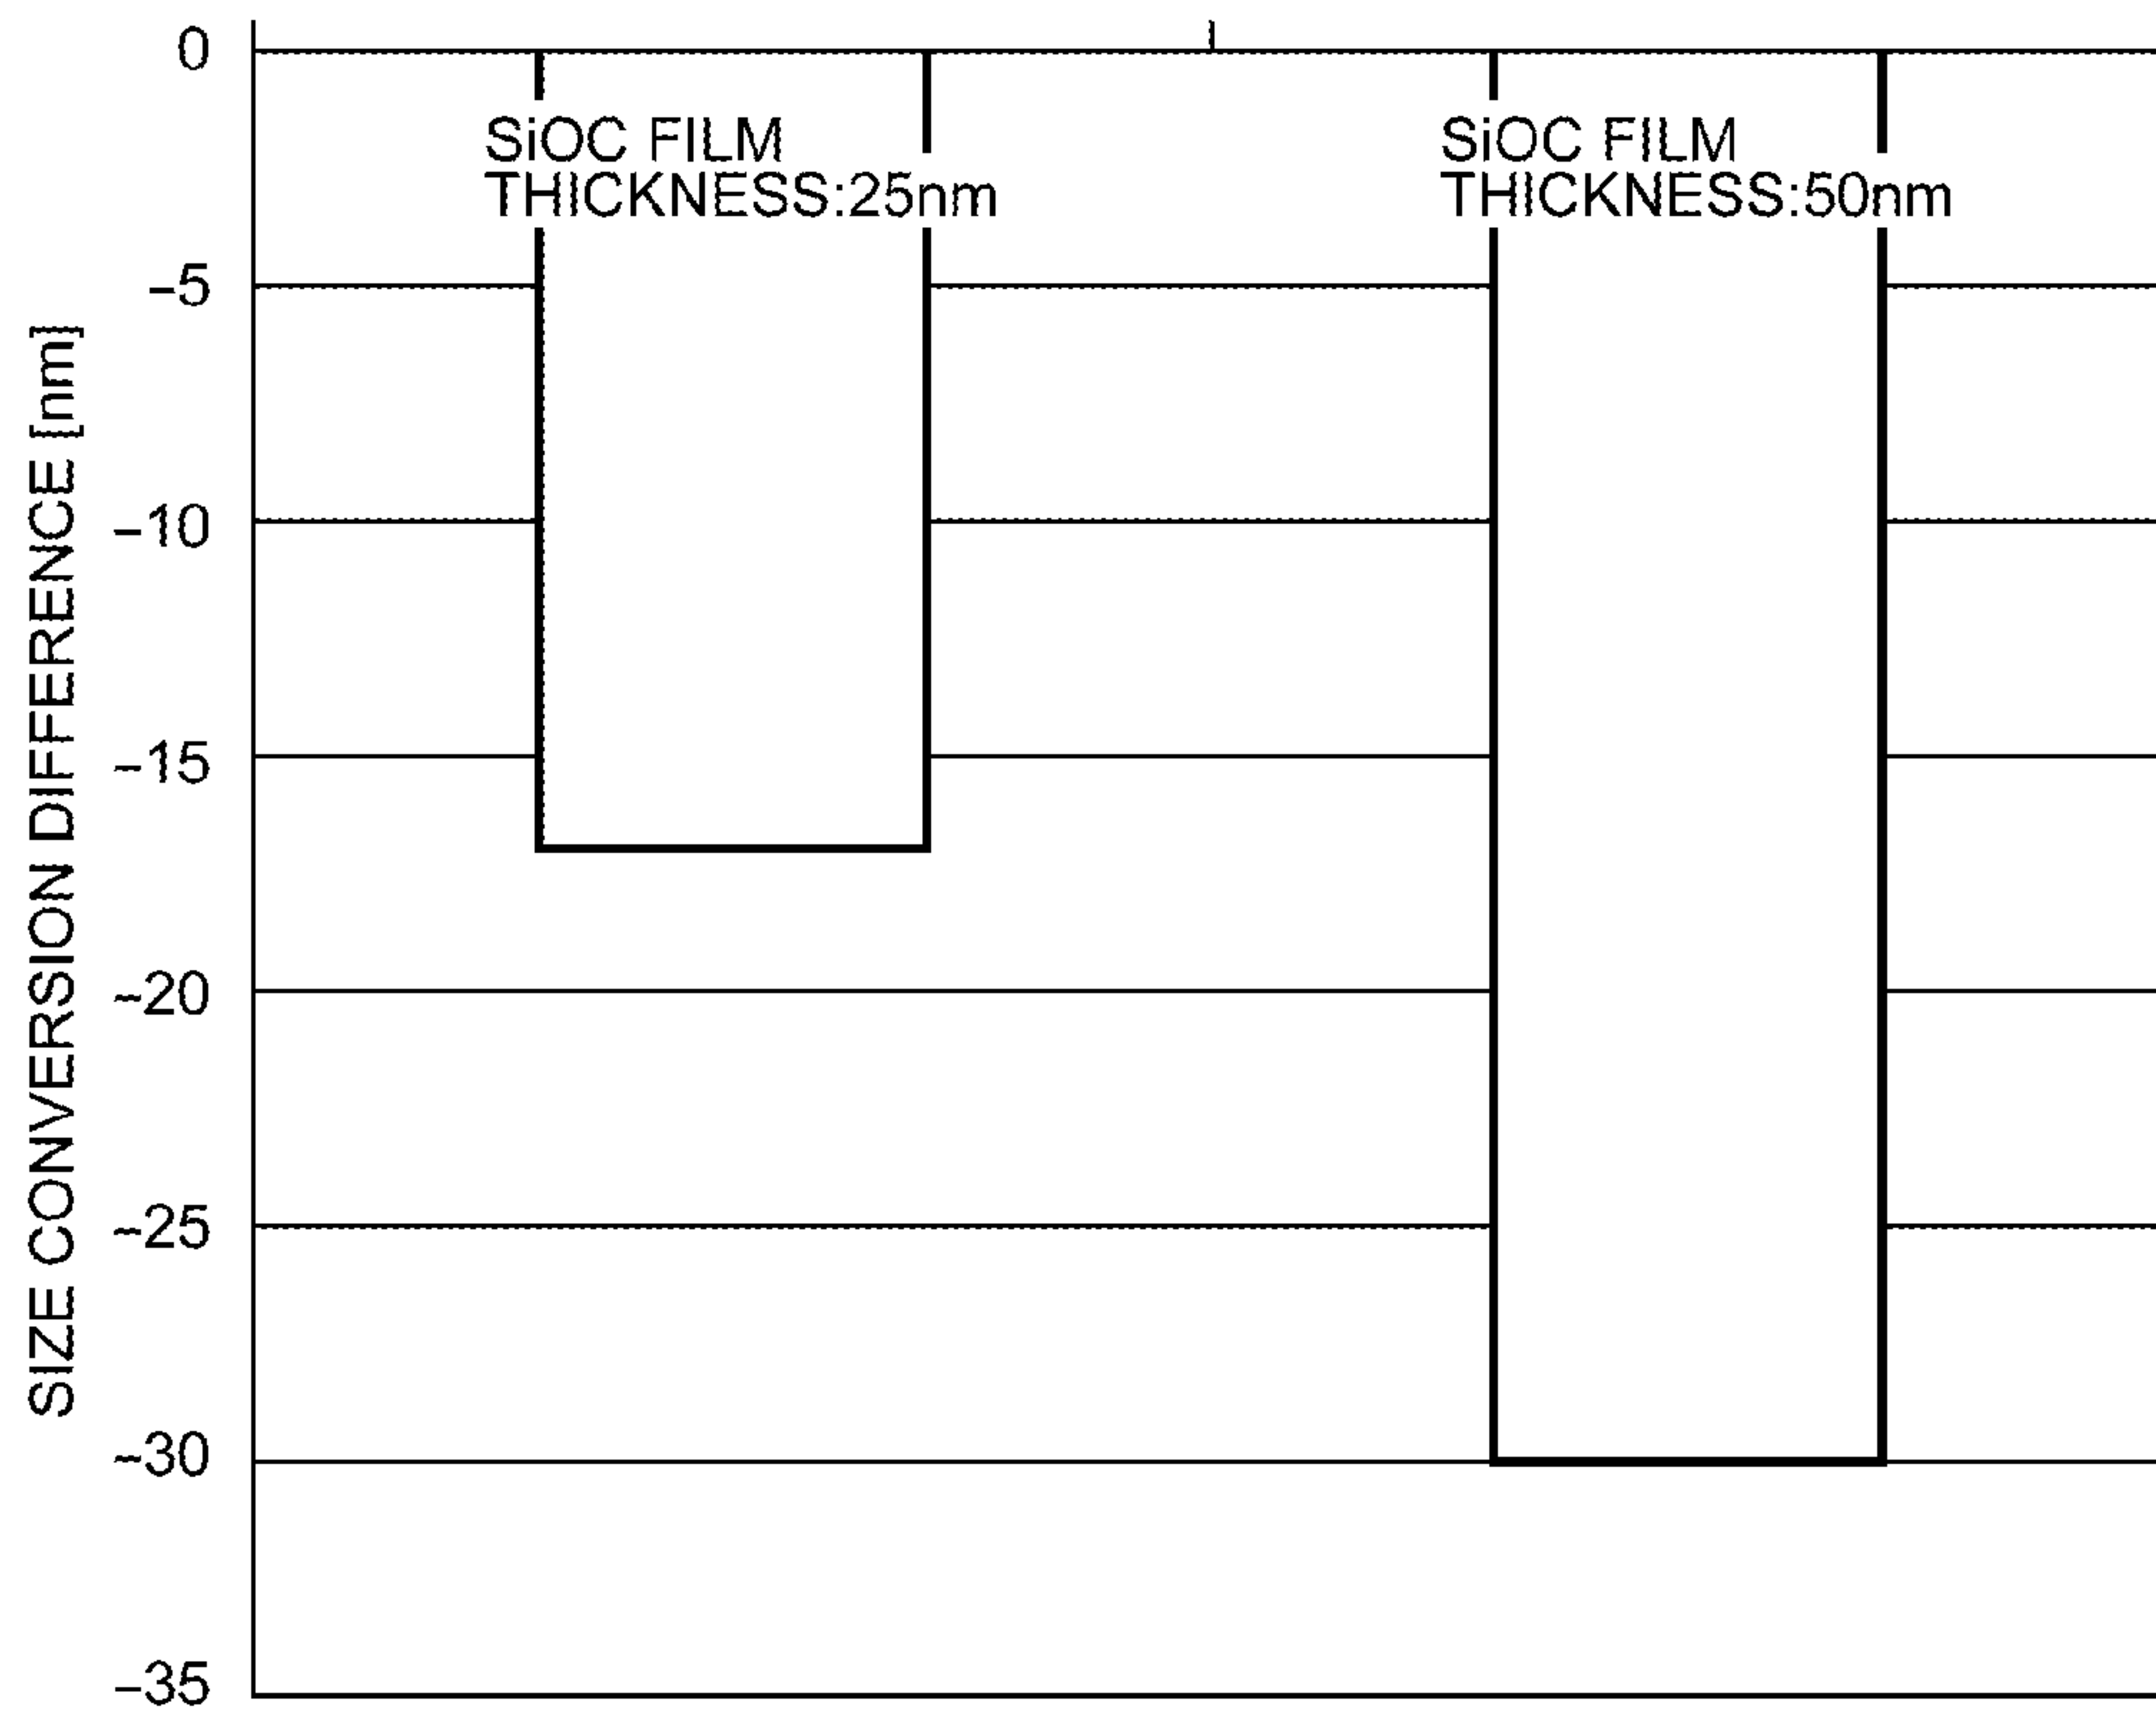 0
SiOC FILM
THICKNESS:25nm
SiOC FILM
THICKNESS:50nm
-5
-10
-15
-20
-25
-30
-35
SIZE CONVERSION DIFFERENCE [nm]